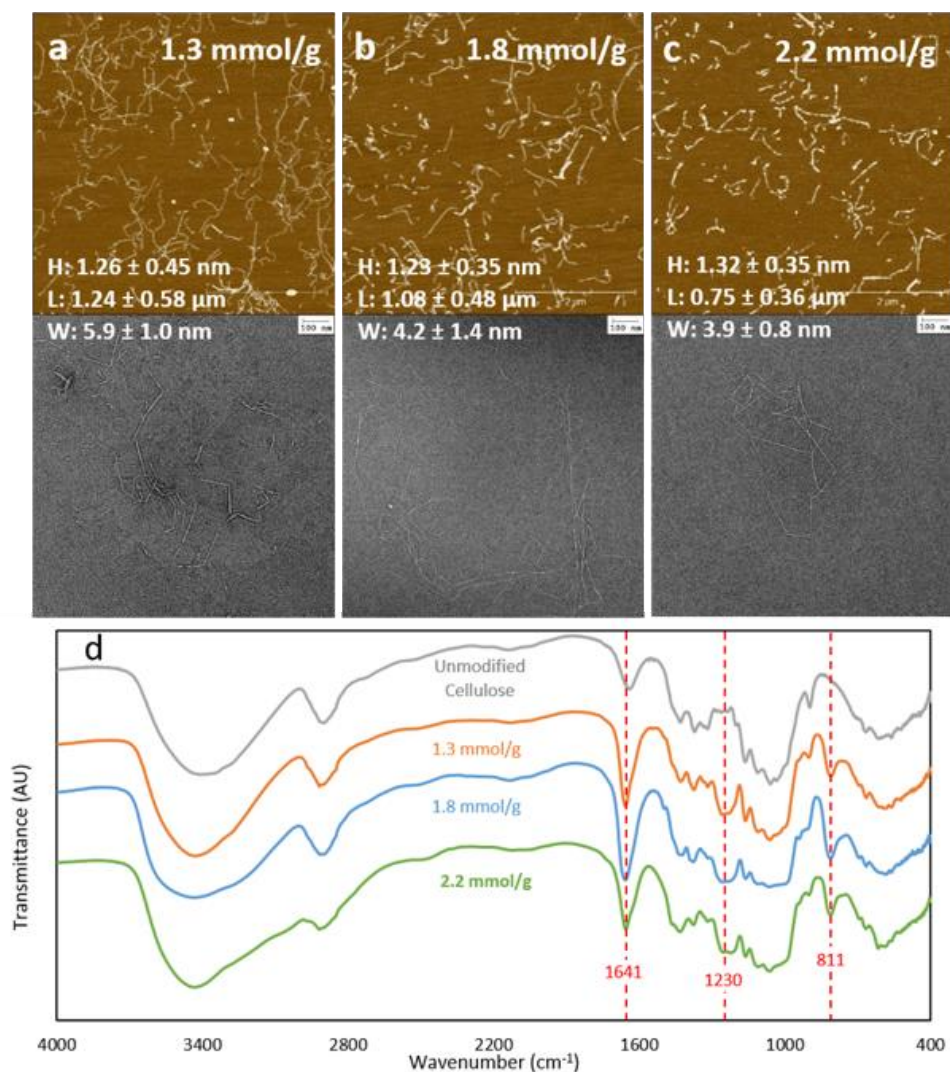 a 1.3 mmol/g
b 1.8 mmol/g
c 2.2 mmol/g
H: 1.26 ± 0.45 nm
L: 1.24 ± 0.58 µm
W: 5.9 ± 1.0 nm
H: 1.23 ± 0.35 nm
L: 1.08 ± 0.48 µm
2 µm
W: 4.2 ± 1.4 nm
H: 1.32 ± 0.35 nm
L: 0.75 ± 0.36 µm
2 µm
W: 3.9 ± 0.8 nm
100 nm
100 nm
100 nm
d
Unmodified
Cellulose
1.3 mmol/g
1.8 mmol/g
2.2 mmol/g
1641
1230
811
Transmittance (AU)
4000 3400 2800 2200 1600 1000 400
Wavenumber (cm⁻¹)